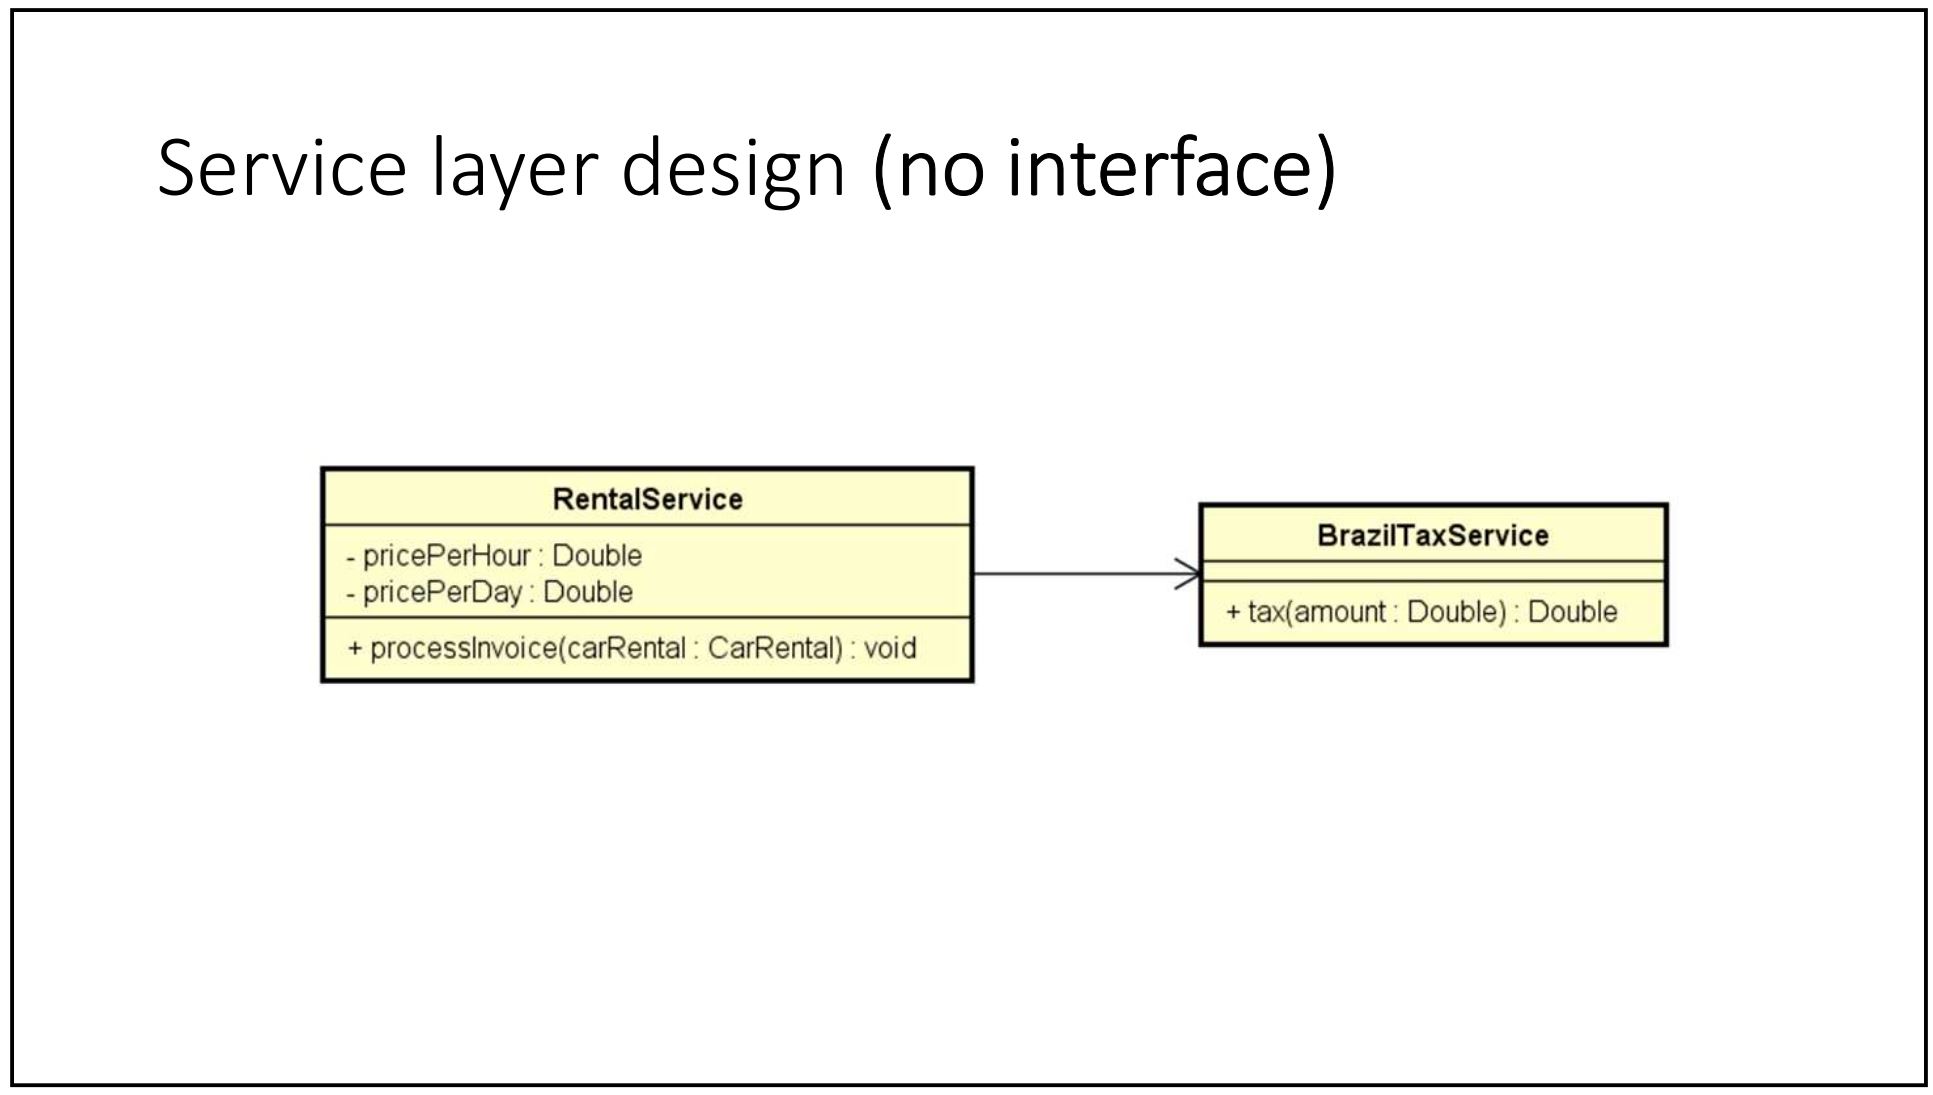 Service layer design (no interface)
RentalService
- pricePerHour : Double
- pricePerDay : Double
+ processInvoice(carRental : CarRental) : void
BrazilTaxService
+ tax(amount : Double) : Double